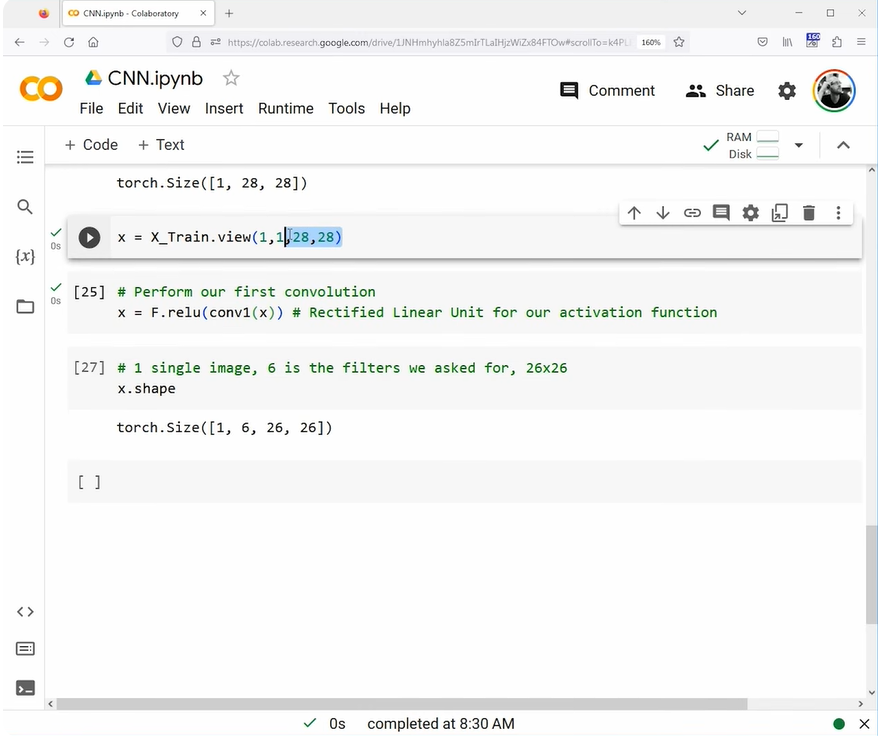 CNN.ipynb - Colaboratory
https://colab.research.google.com/drive/1JNHmhyhla8Z5mIrTLaIHjzWiZx84FTOw#scrollTo=k4PL
160%
160
CNN.ipynb
File Edit View Insert Runtime Tools Help
Comment
Share
+ Code + Text
RAM
Disk
torch.Size([1, 28, 28])
0s
x = X_Train.view(1,1,28,28)
0s
[25] # Perform our first convolution
x = F.relu(conv1(x)) # Rectified Linear Unit for our activation function
[27] # 1 single image, 6 is the filters we asked for, 26x26
x.shape
torch.Size([1, 6, 26, 26])
[ ]
{x}
0s completed at 8:30 AM